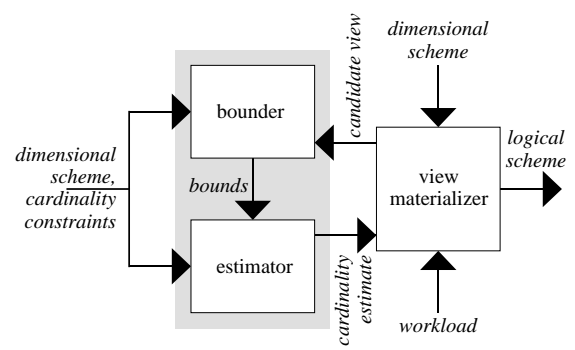 dimensional
scheme,
cardinality
constraints
bounder
bounds
estimator
candidate view
cardinality
estimate
dimensional
scheme
view
materializer
workload
logical
scheme